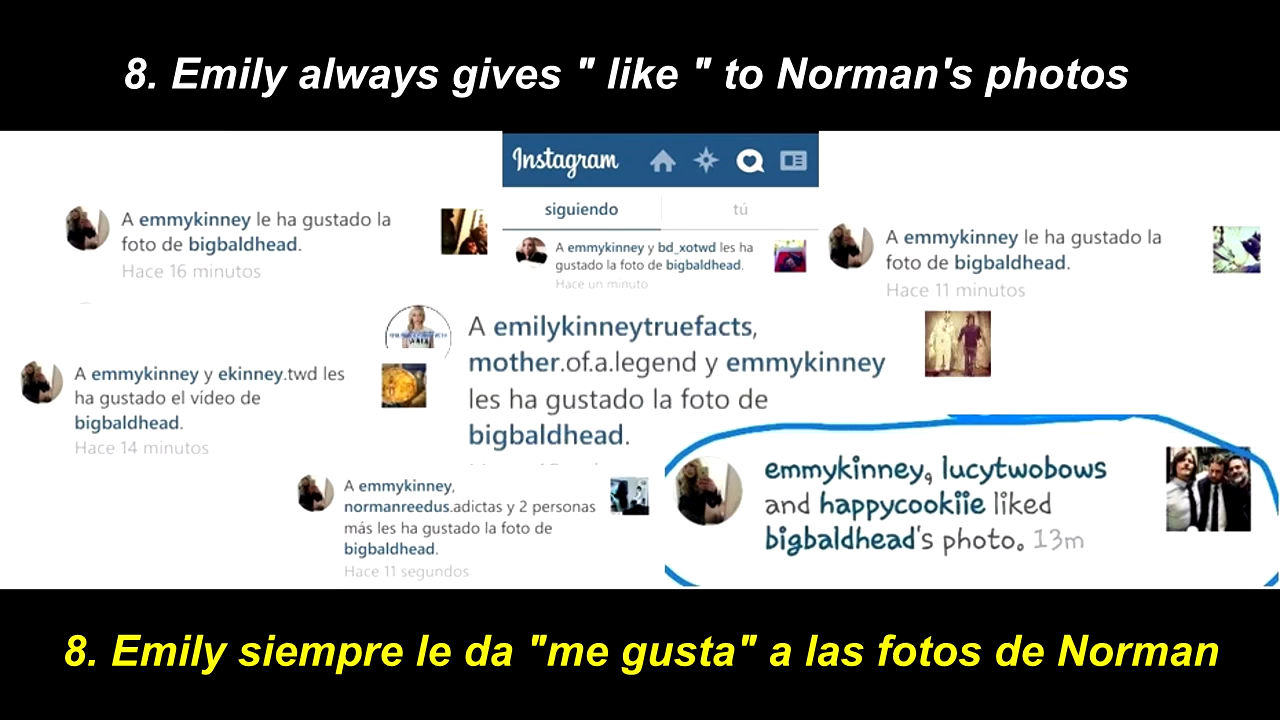 8. Emily always gives " like " to Norman's photos
Instagram
siguiendo
tú
A emmykinney le ha gustado la
foto de bigbaldhead.
Hace 16 minutos
A emmykinney y bd_xotwd les ha
gustado la foto de bigbaldhead.
Hace un minuto
A emmykinney le ha gustado la
foto de bigbaldhead.
Hace 11 minutos
A emilykinneytruefacts,
mother.of.a.legend y emmykinney
les ha gustado la foto de
bigbaldhead.
A emmykinney y ekinney.twd les
ha gustado el vídeo de
bigbaldhead.
Hace 14 minutos
A emmykinney,
normanreedus.adictas y 2 personas
más les ha gustado la foto de
bigbaldhead.
Hace 11 segundos
emmykinney, lucytwobows
and happycookiie liked
bigbaldhead's photo. 13m
8. Emily siempre le da "me gusta" a las fotos de Norman